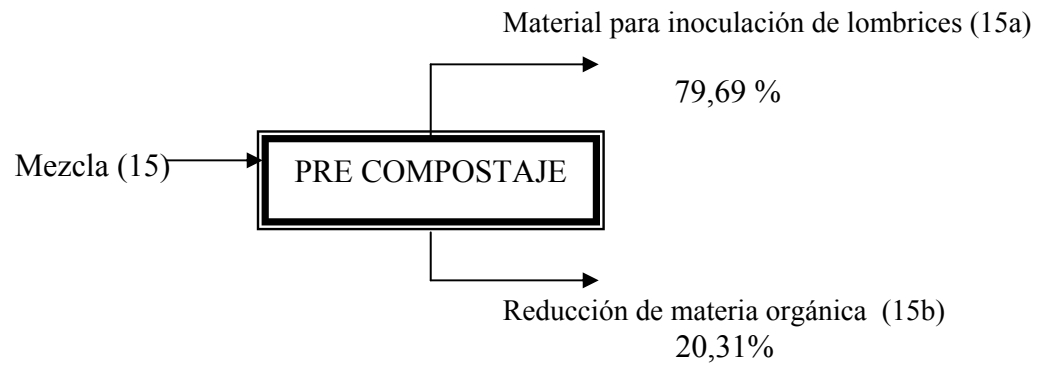 Material para inoculación de lombrices (15a)
79,69 %
Mezcla (15)
PRE COMPOSTAJE
Reducción de materia orgánica (15b)
20,31%